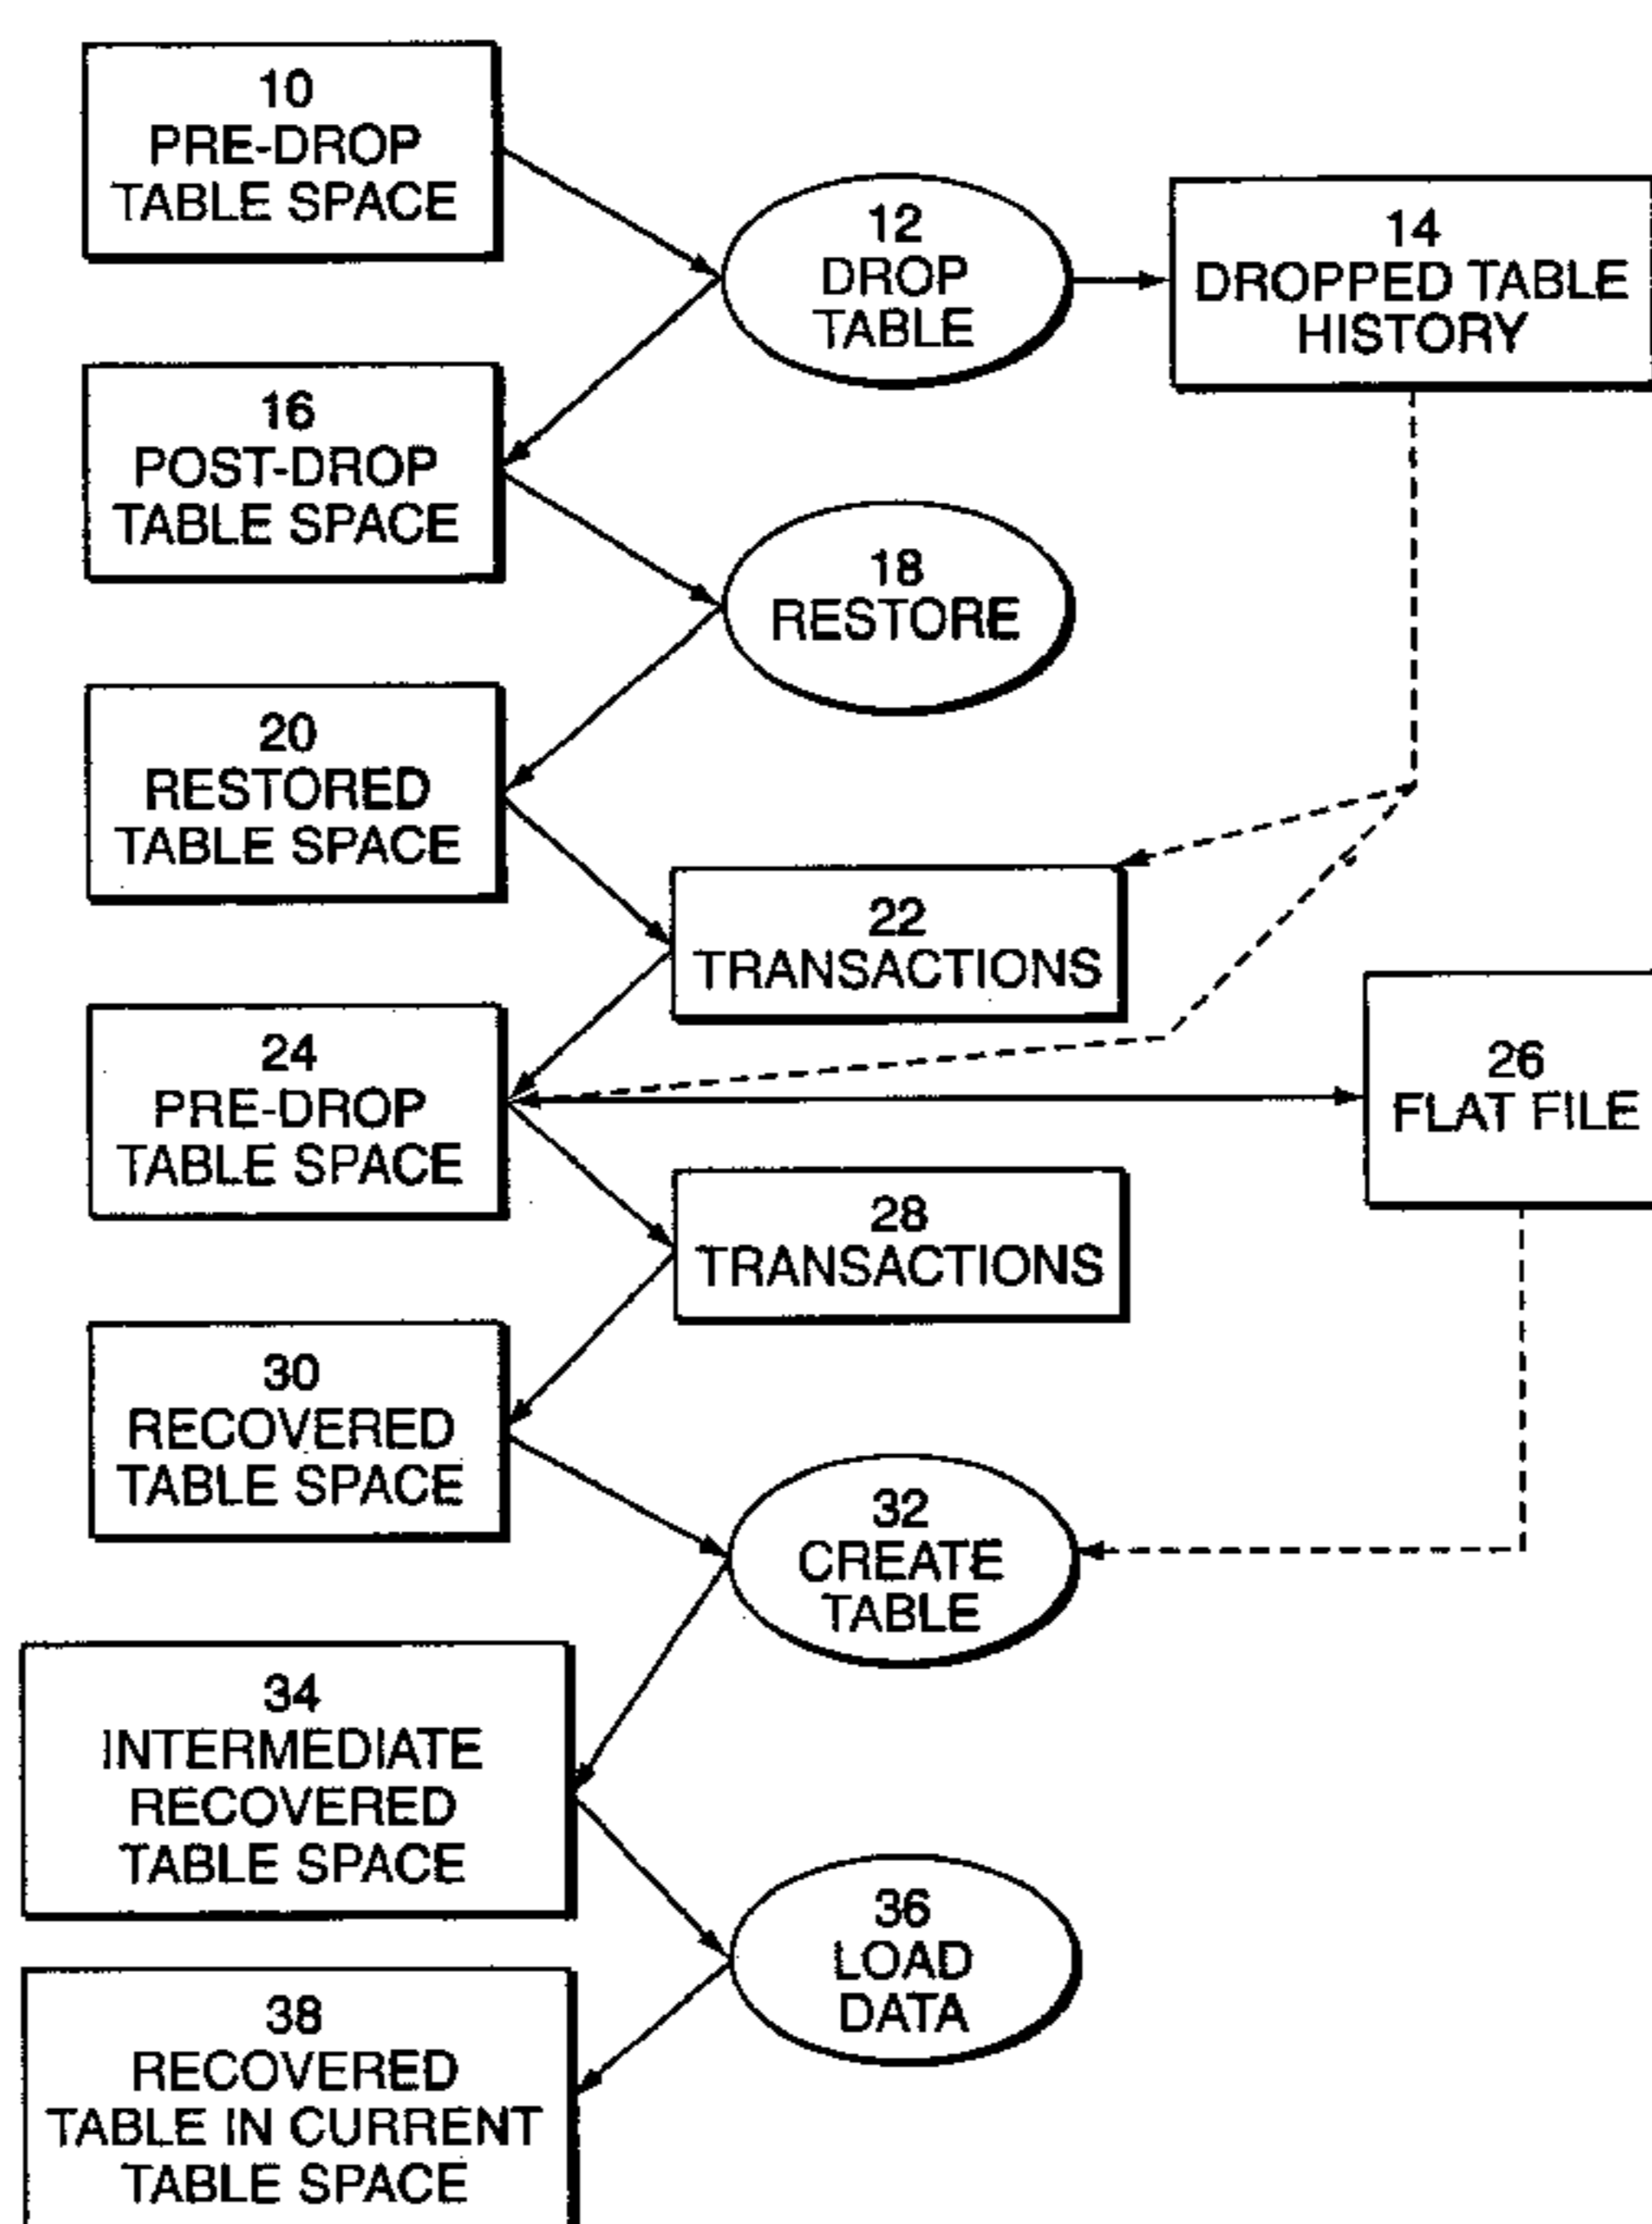 10
PRE-DROP
TABLE SPACE
12
DROP
TABLE
14
DROPPED TABLE
HISTORY
16
POST-DROP
TABLE SPACE
18
RESTORE
20
RESTORED
TABLE SPACE
22
TRANSACTIONS
24
PRE-DROP
TABLE SPACE
26
FLAT FILE
28
TRANSACTIONS
30
RECOVERED
TABLE SPACE
32
CREATE
TABLE
34
INTERMEDIATE
RECOVERED
TABLE SPACE
36
LOAD
DATA
38
RECOVERED
TABLE IN CURRENT
TABLE SPACE